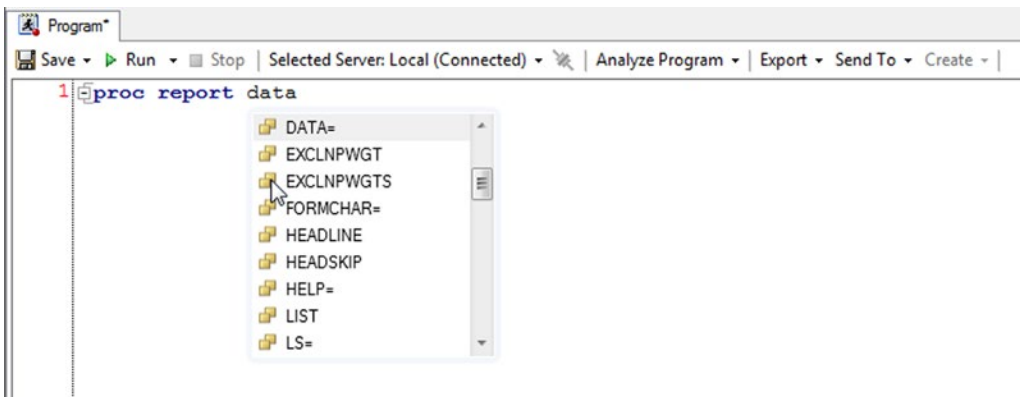 Program*
Save Run Stop Selected Server: Local (Connected) Analyze Program Export Send To Create
1 proc report data
DATA=
EXCLNPWGT
EXCLNPWGTS
FORMCHAR=
HEADLINE
HEADSKIP
HELP=
LIST
LS=